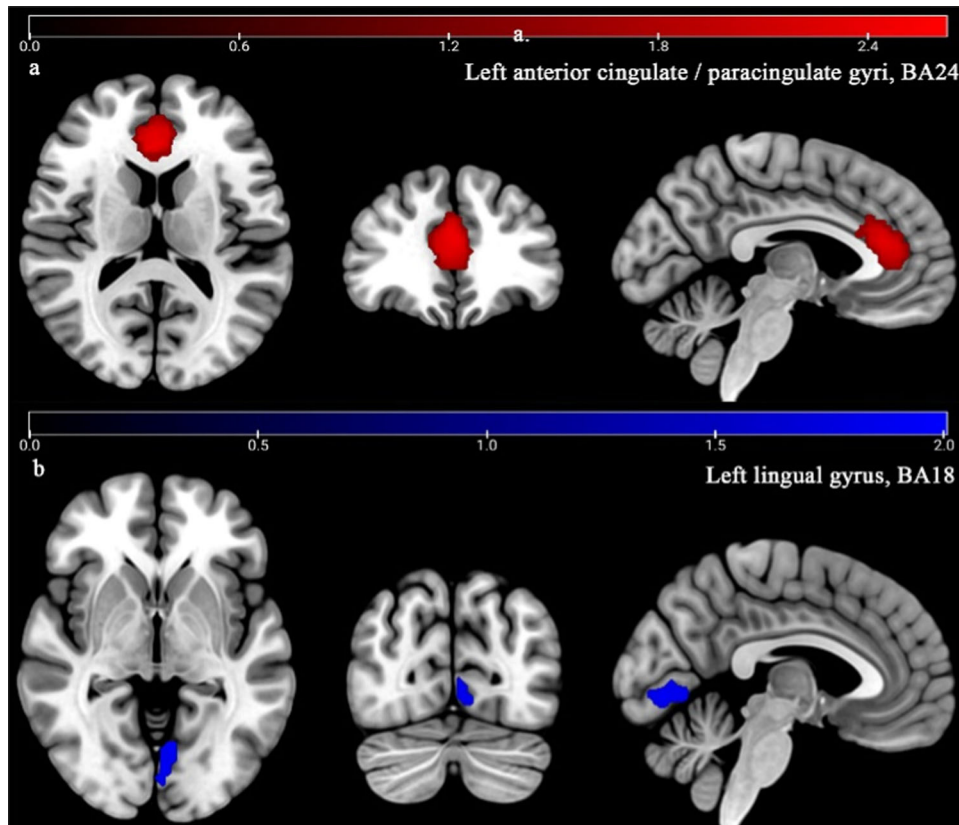 a.
0.0 0.6 1.2 1.8 2.4
a
Left anterior cingulate / paracingulate gyri, BA24
0.0 0.5 1.0 1.5 2.0
b
Left lingual gyrus, BA18